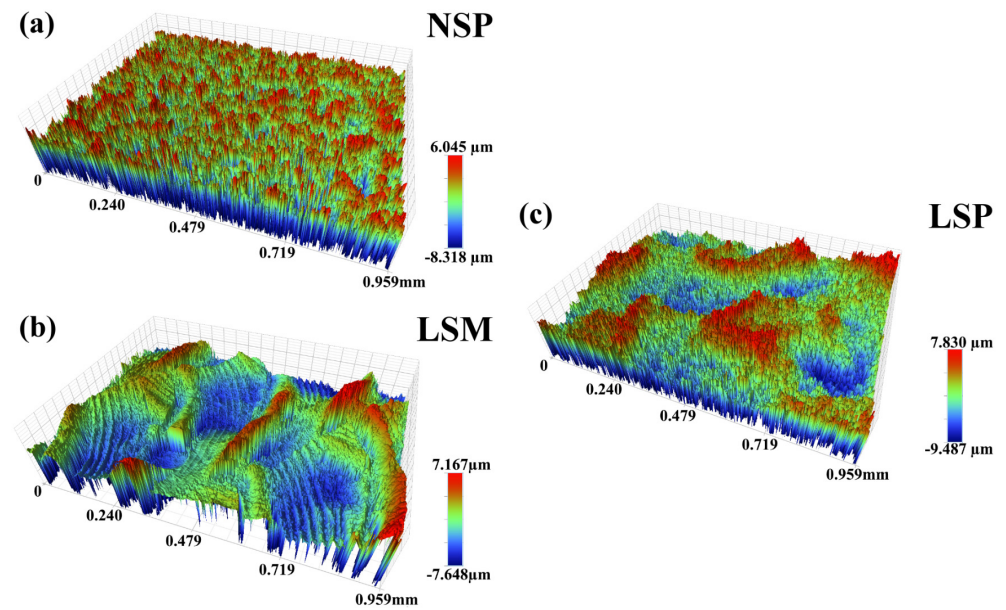 (a)
NSP
6.045 µm
-8.318 µm
0
0.240
0.479
0.719
0.959mm
(b)
LSM
7.167µm
-7.648µm
0
0.240
0.479
0.719
0.959mm
(c)
LSP
7.830 µm
-9.487 µm
0
0.240
0.479
0.719
0.959mm